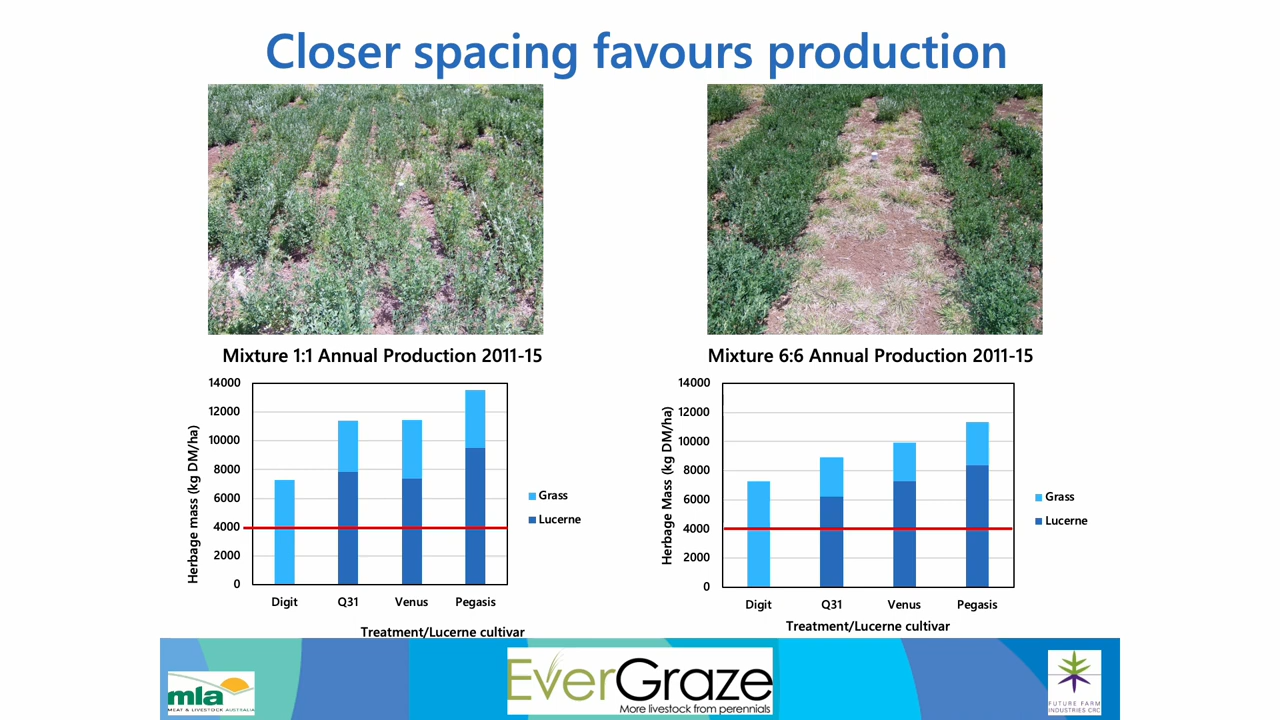 Closer spacing favours production
Mixture 1:1 Annual Production 2011-15
14000
12000
10000
8000
6000
4000
2000
0
Herbage mass (kg DM/ha)
Digit Q31 Venus Pegasis
Treatment/Lucerne cultivar
Grass
Lucerne
Mixture 6:6 Annual Production 2011-15
14000
12000
10000
8000
6000
4000
2000
0
Herbage Mass (kg DM/ha)
Digit Q31 Venus Pegasis
Treatment/Lucerne cultivar
Grass
Lucerne
mla
MEAT & LIVESTOCK AUSTRALIA
EverGraze
More livestock from perennials
FUTURE FARM
INDUSTRIES CRC